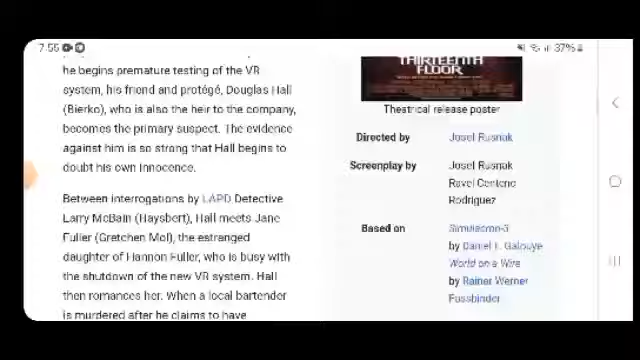 7:55
37%
he begins premature testing of the VR
system, his friend and protégé, Douglas Hall
(Bierko), who is also the heir to the company,
becomes the primary suspect. The evidence
against him is so strong that Hall begins to
doubt his own innocence.
Between interrogations by LAPD Detective
Larry McBain (Haysbert), Hall meets Jane
Fuller (Gretchen Mol), the estranged
daughter of Hannon Fuller, who is busy with
the shutdown of the new VR system. Hall
then romances her. When a local bartender
is murdered after he claims to have
THIRTEENTH
FLOOR
Theatrical release poster
Directed by
Josef Rusnak
Screenplay by
Josef Rusnak
Ravel Centeno
Rodriguez
Based on
Simulacron-3
by Daniel F. Galouye
World on a Wire
by Rainer Werner
Fassbinder